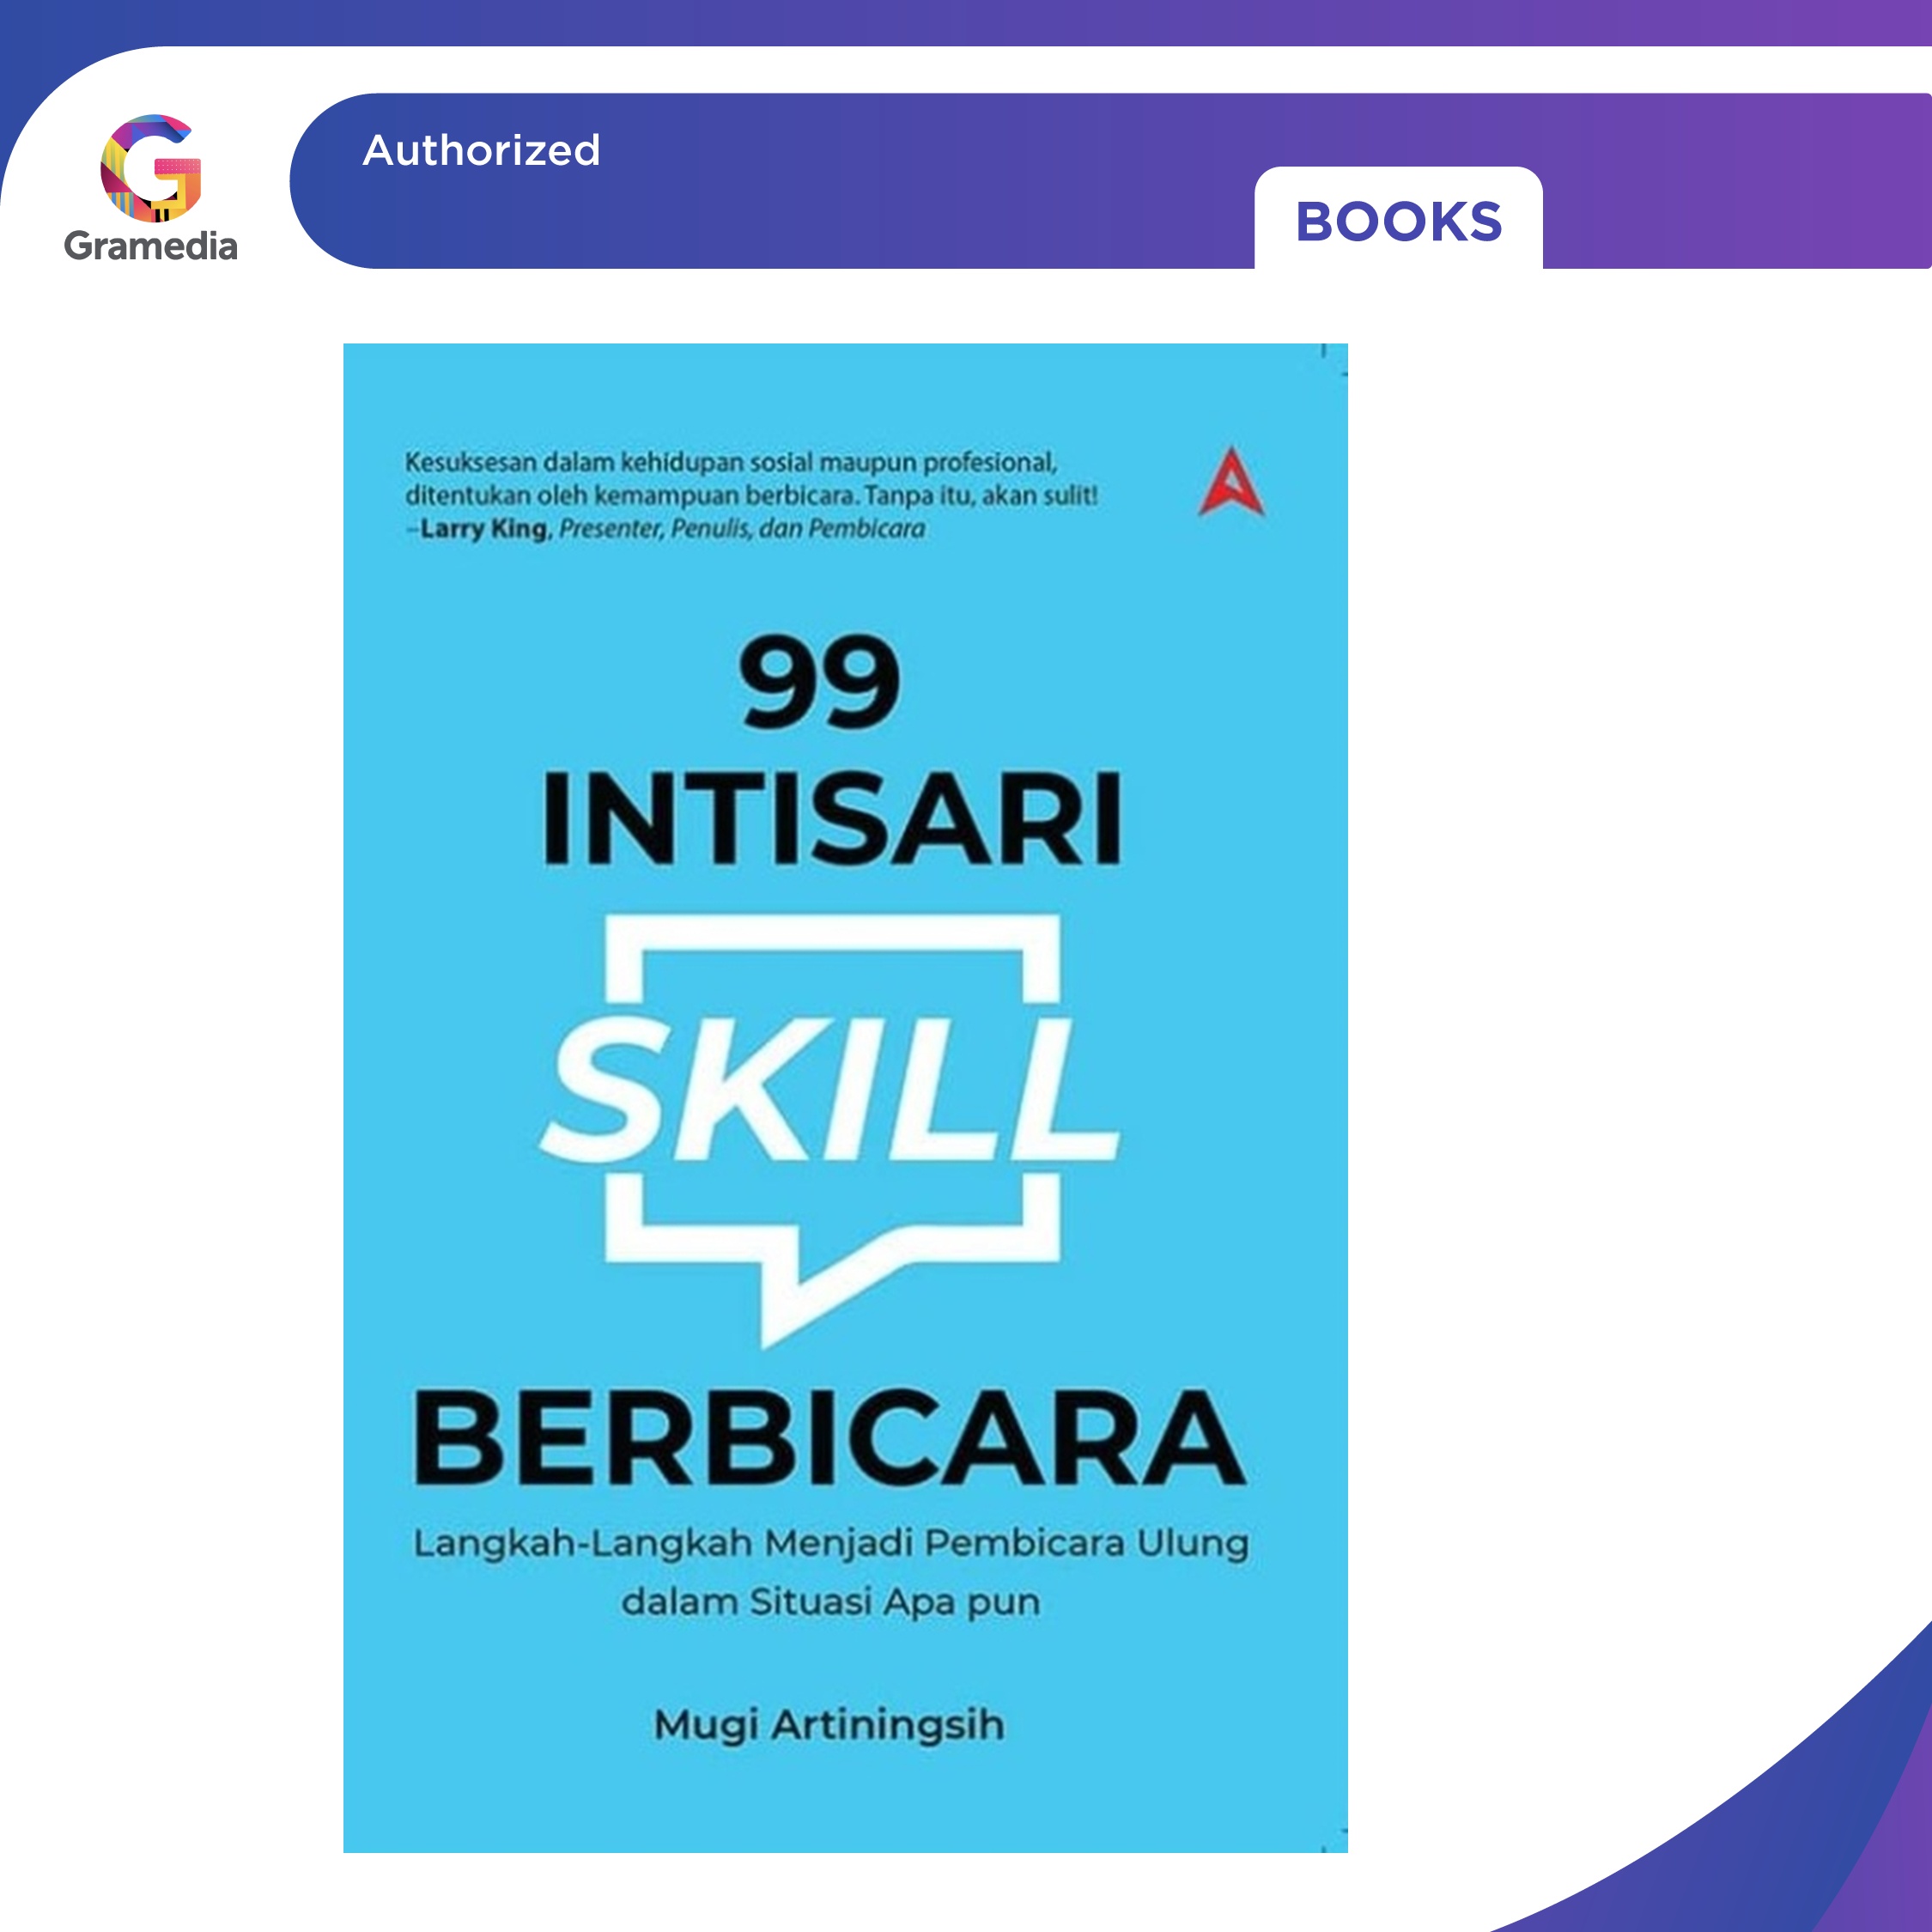 Gramedia
Authorized
BOOKS
Kesuksesan dalam kehidupan sosial maupun profesional,
ditentukan oleh kemampuan berbicara. Tanpa itu, akan sulit!
–Larry King, Presenter, Penulis, dan Pembicara
99
INTISARI
SKILL
BERBICARA
Langkah-Langkah Menjadi Pembicara Ulung
dalam Situasi Apa pun
Mugi Artiningsih